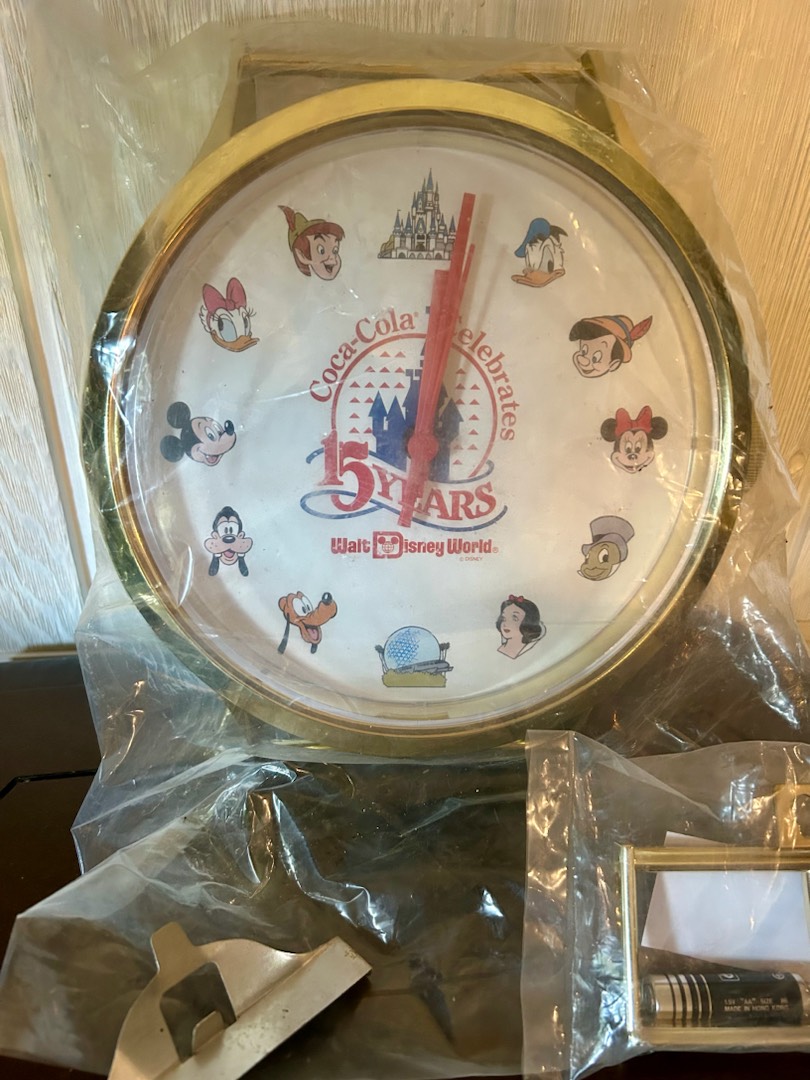 Coca-Cola® Celebrates
15 YEARS
Walt Disney World®
© DISNEY
1.5V "AA" SIZE
MADE IN HONG KONG